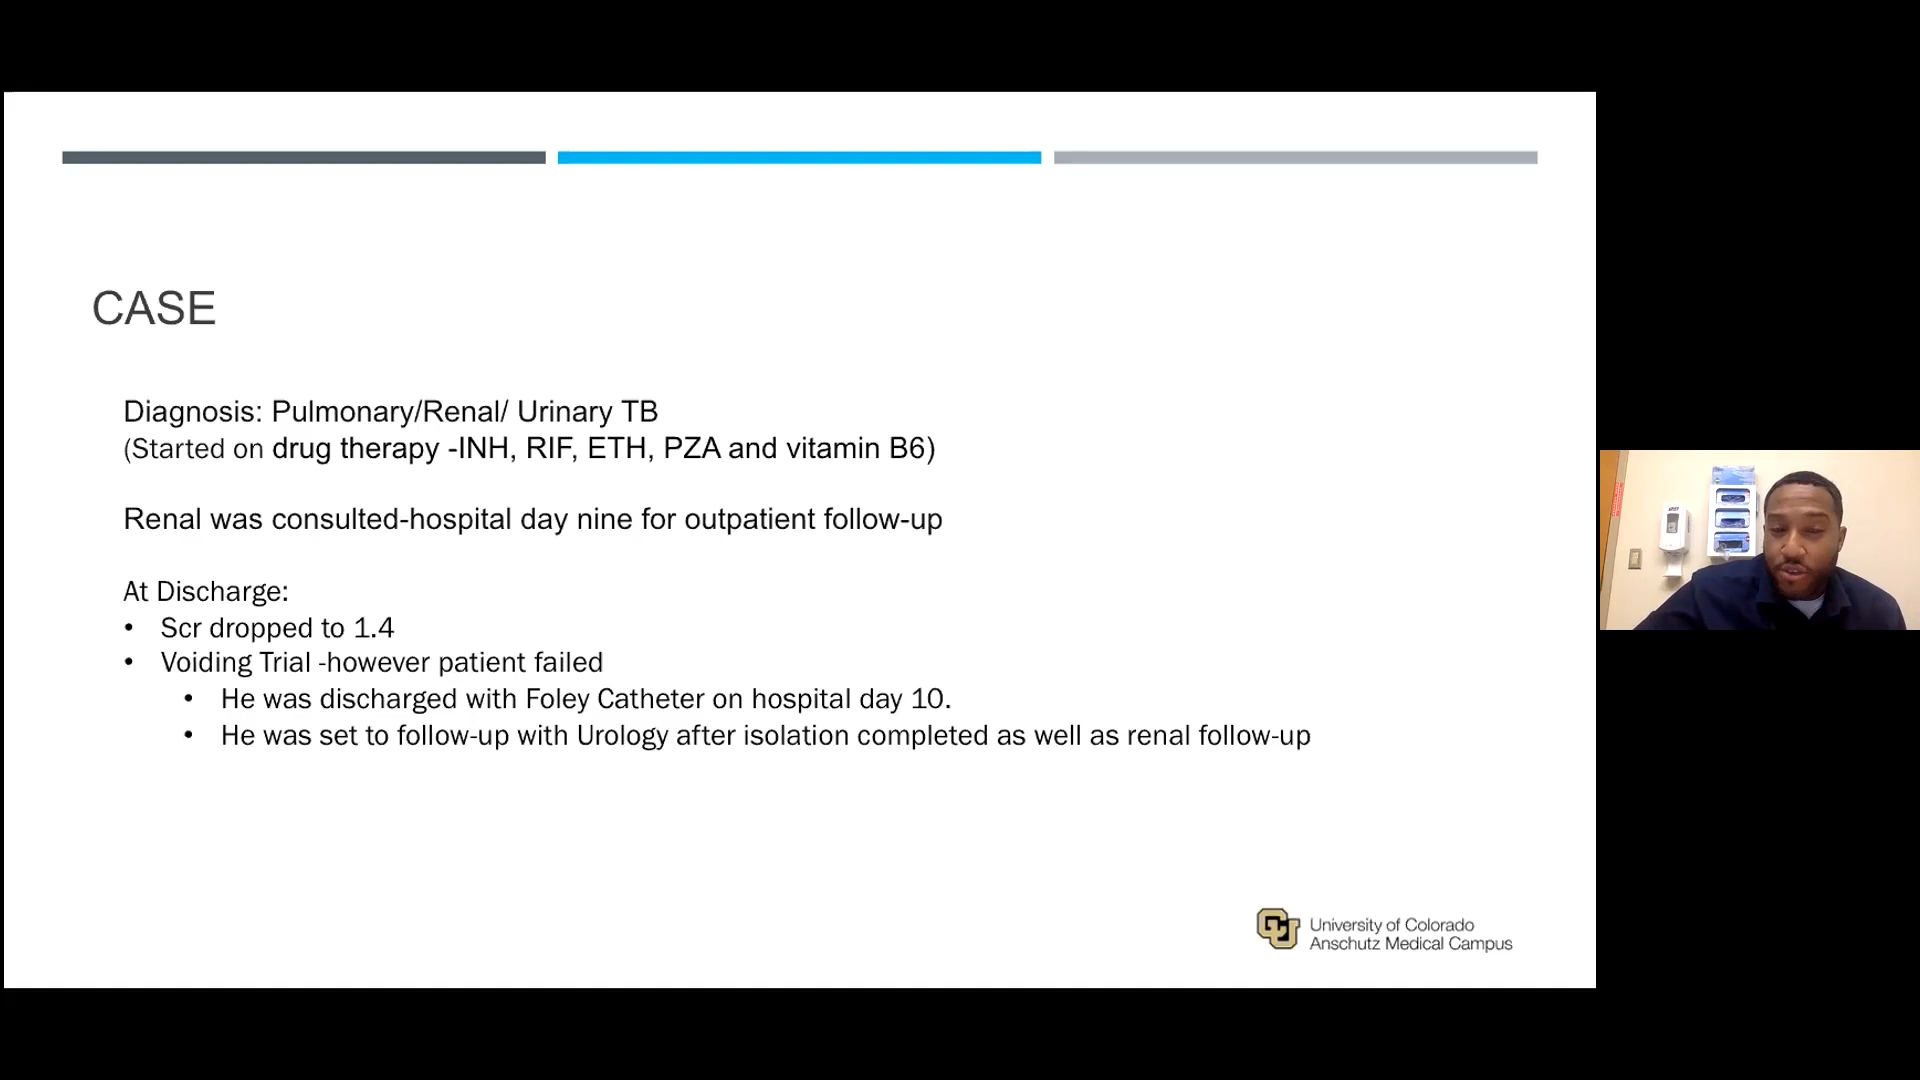 CASE
Diagnosis: Pulmonary/Renal/ Urinary TB
(Started on drug therapy -INH, RIF, ETH, PZA and vitamin B6)
Renal was consulted-hospital day nine for outpatient follow-up
At Discharge:
• Scr dropped to 1.4
• Voiding Trial -however patient failed
• He was discharged with Foley Catheter on hospital day 10.
• He was set to follow-up with Urology after isolation completed as well as renal follow-up
CU
University of Colorado
Anschutz Medical Campus